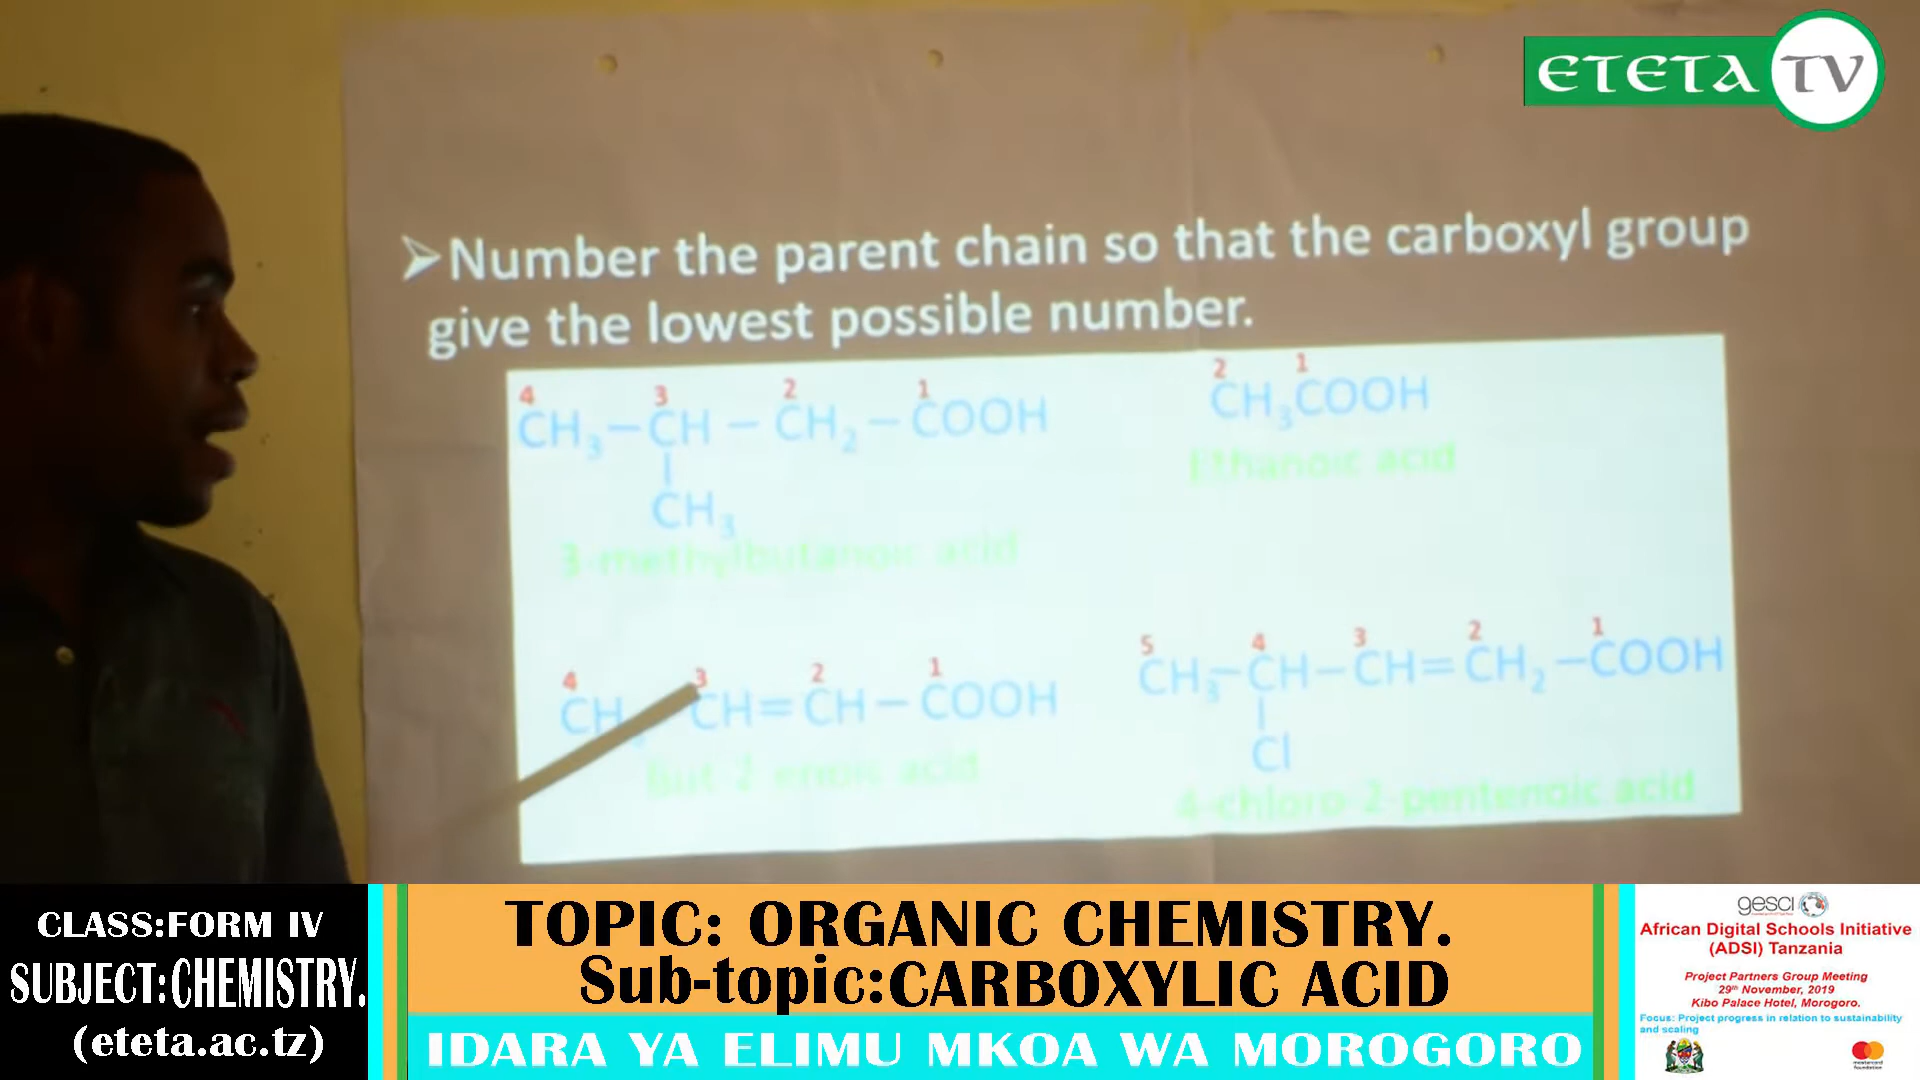 ETETA TV
➢Number the parent chain so that the carboxyl group
give the lowest possible number.
4 3 2 1
CH₃–CH – CH₂ – COOH
CH₃
3-methylbutanoic acid
2 1
CH₃COOH
Ethanoic acid
4 3 2 1
CH CH=CH – COOH
But 2 enoic acid
5 4 3 2 1
CH₃–CH–CH=CH₂ –COOH
Cl
4-chloro-2-pentenoic acid
CLASS:FORM IV
SUBJECT:CHEMISTRY.
(eteta.ac.tz)
TOPIC: ORGANIC CHEMISTRY.
Sub-topic:CARBOXYLIC ACID
IDARA YA ELIMU MKOA WA MOROGORO
gesci
African Digital Schools Initiative
(ADSI) Tanzania
Project Partners Group Meeting
29th November, 2019
Kibo Palace Hotel, Morogoro.
Focus: Project progress in relation to sustainability
and scaling
mastercard
foundation